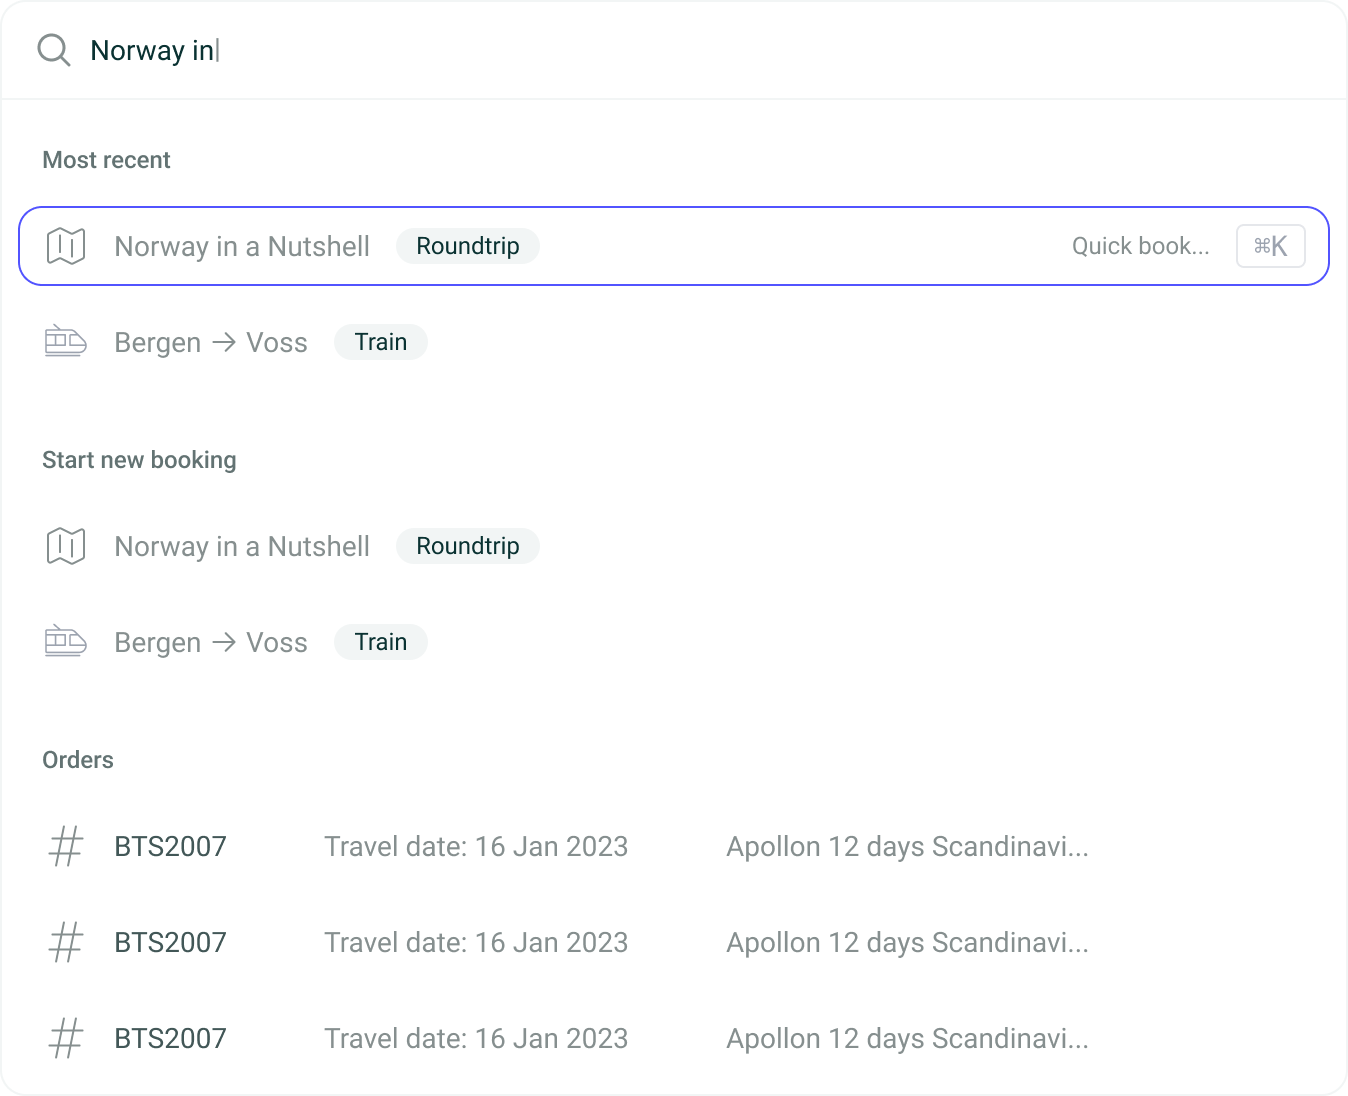 Norway in
Most recent
Norway in a Nutshell Roundtrip Quick book... ⌘K
Bergen → Voss Train
Start new booking
Norway in a Nutshell Roundtrip
Bergen → Voss Train
Orders
# BTS2007 Travel date: 16 Jan 2023 Apollon 12 days Scandinavi...
# BTS2007 Travel date: 16 Jan 2023 Apollon 12 days Scandinavi...
# BTS2007 Travel date: 16 Jan 2023 Apollon 12 days Scandinavi...